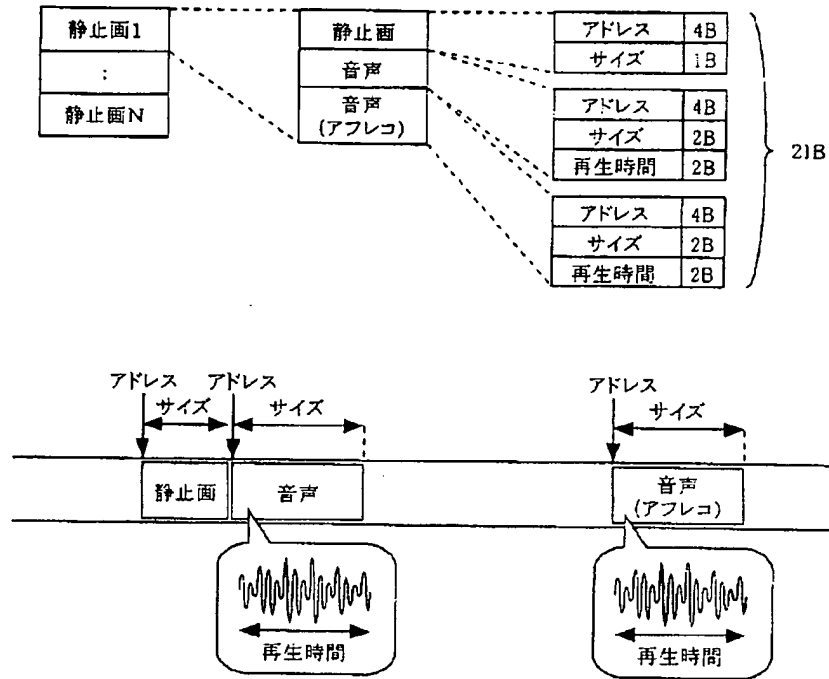 静止画1
:
静止画N
静止画
音声
音声
(アフレコ)
アドレス 4B
サイズ 1B
アドレス 4B
サイズ 2B
再生時間 2B
アドレス 4B
サイズ 2B
再生時間 2B
21B
アドレス アドレス
サイズ サイズ
静止画 音声
再生時間
アドレス
サイズ
音声
(アフレコ)
再生時間